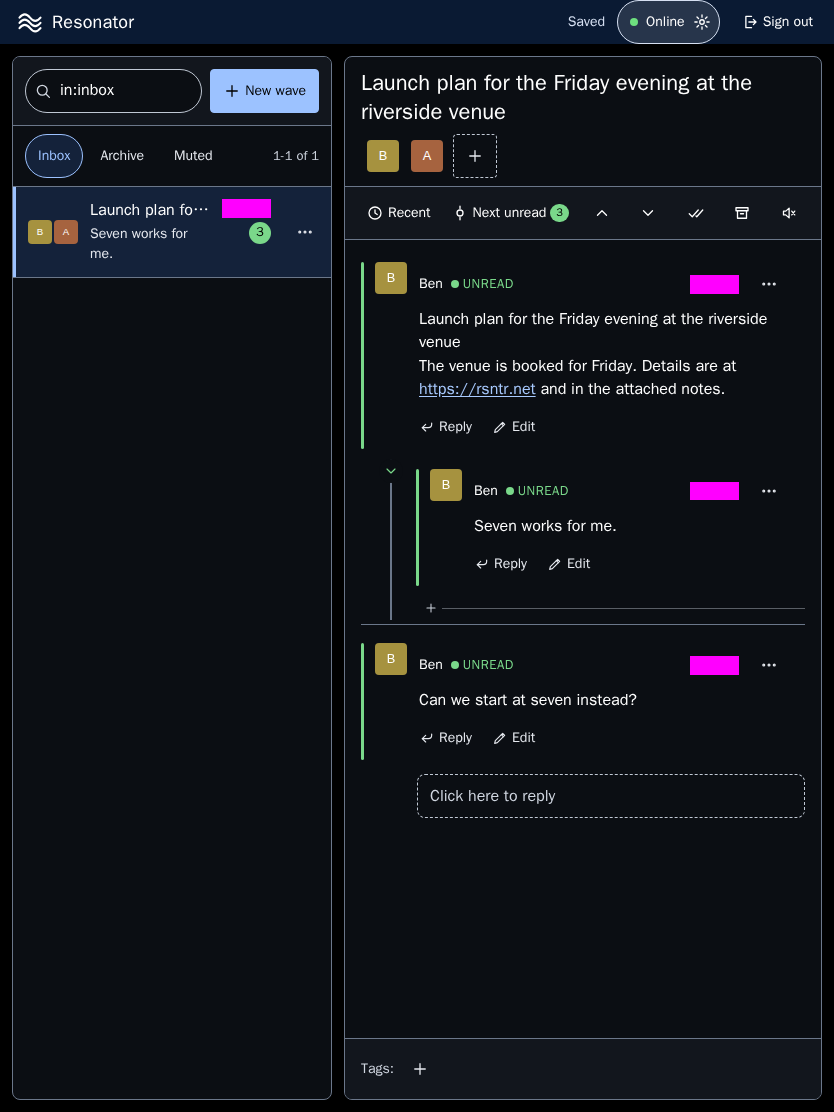 Resonator
Saved
Online
Sign out
in:inbox
New wave
Inbox
Archive
Muted
1-1 of 1
Launch plan fo…
Seven works for
me.
3
Launch plan for the Friday evening at the
riverside venue
B
A
Recent
Next unread 3
B
A
B
Ben
UNREAD
Launch plan for the Friday evening at the riverside
venue
The venue is booked for Friday. Details are at
https://rsntr.net and in the attached notes.
Reply
Edit
B
Ben
UNREAD
Seven works for me.
Reply
Edit
B
Ben
UNREAD
Can we start at seven instead?
Reply
Edit
Click here to reply
Tags: